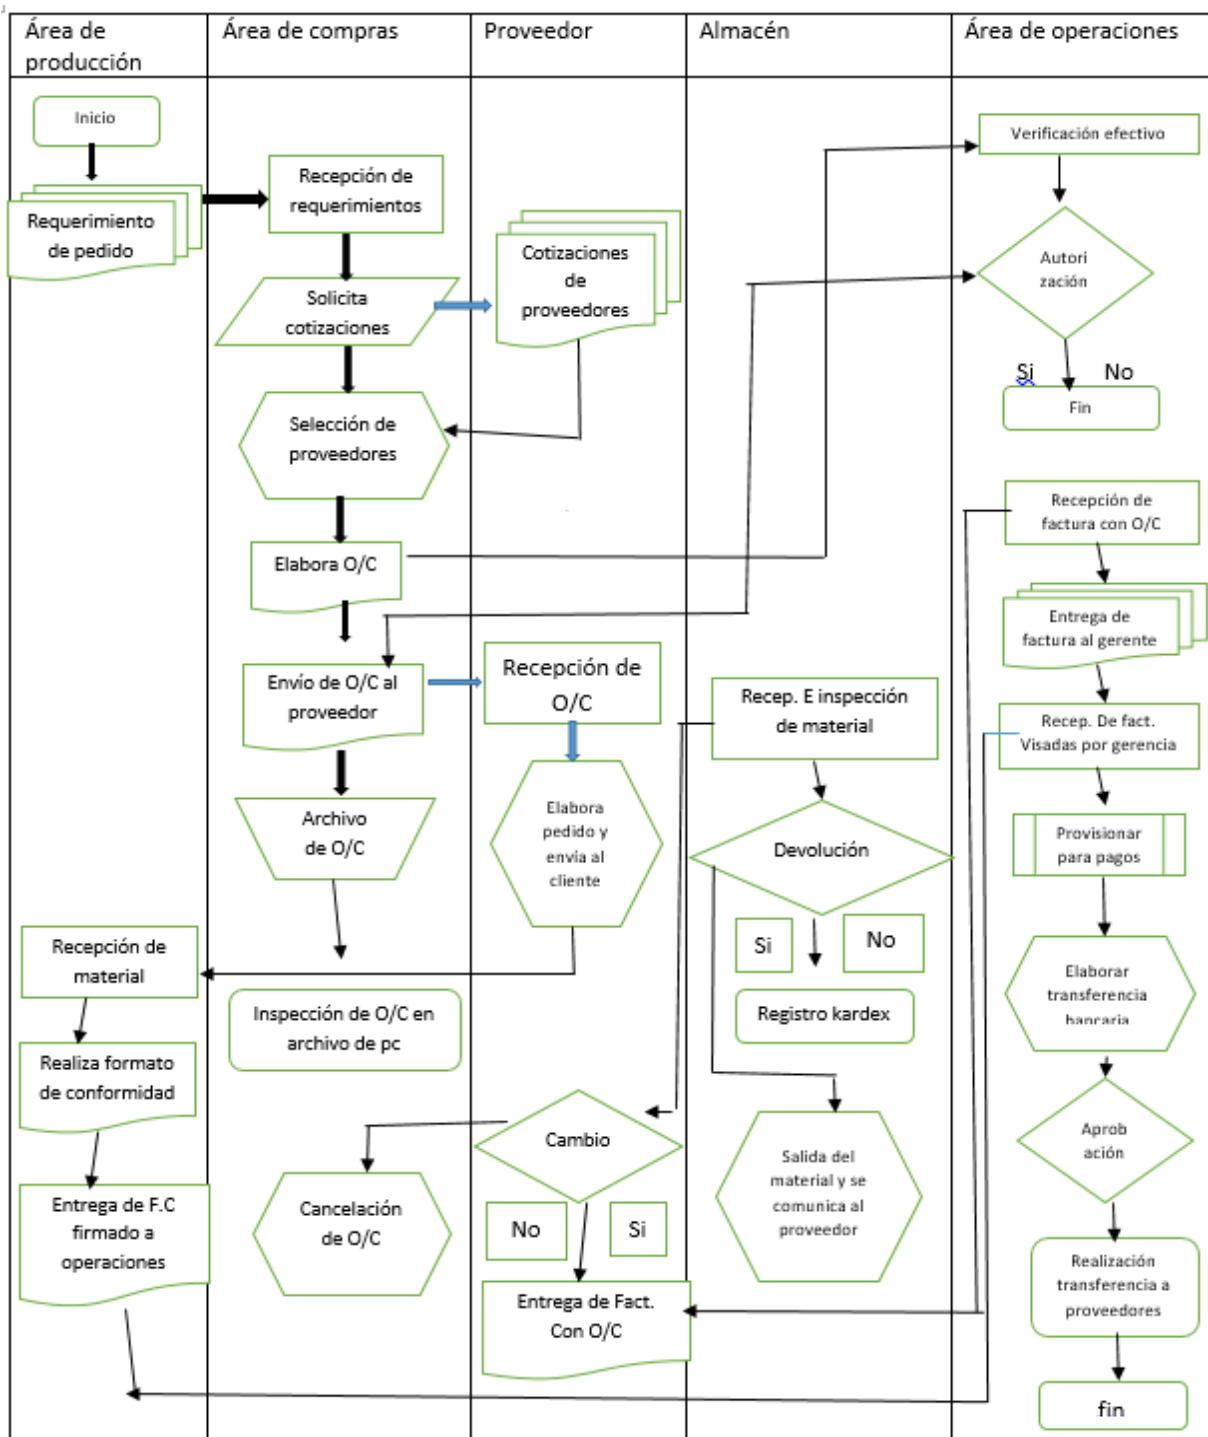 Área de
producción
Área de compras
Proveedor
Almacén
Área de operaciones
Inicio
Requerimiento
de pedido
Recepción de
requerimientos
Solicita
cotizaciones
Cotizaciones
de
proveedores
Selección de
proveedores
Elabora O/C
Envío de O/C al
proveedor
Archivo
de O/C
Inspección de O/C en
archivo de pc
Recepción de
O/C
Elabora
pedido y
envía al
cliente
Recepción de
material
Realiza formato
de conformidad
Entrega de F.C
firmado a
operaciones
Cancelación
de O/C
Cambio
No
Si
Entrega de Fact.
Con O/C
Recep. E inspección
de material
Devolución
Si
No
Registro kardex
Salida del
material y se
comunica al
proveedor
Verificación efectivo
Autori
zación
Si
No
Fin
Recepción de
factura con O/C
Entrega de
factura al gerente
Recep. De fact.
Visadas por gerencia
Provisionar
para pagos
Elaborar
transferencia
bancaria
Aprob
ación
Realización
transferencia a
proveedores
fin